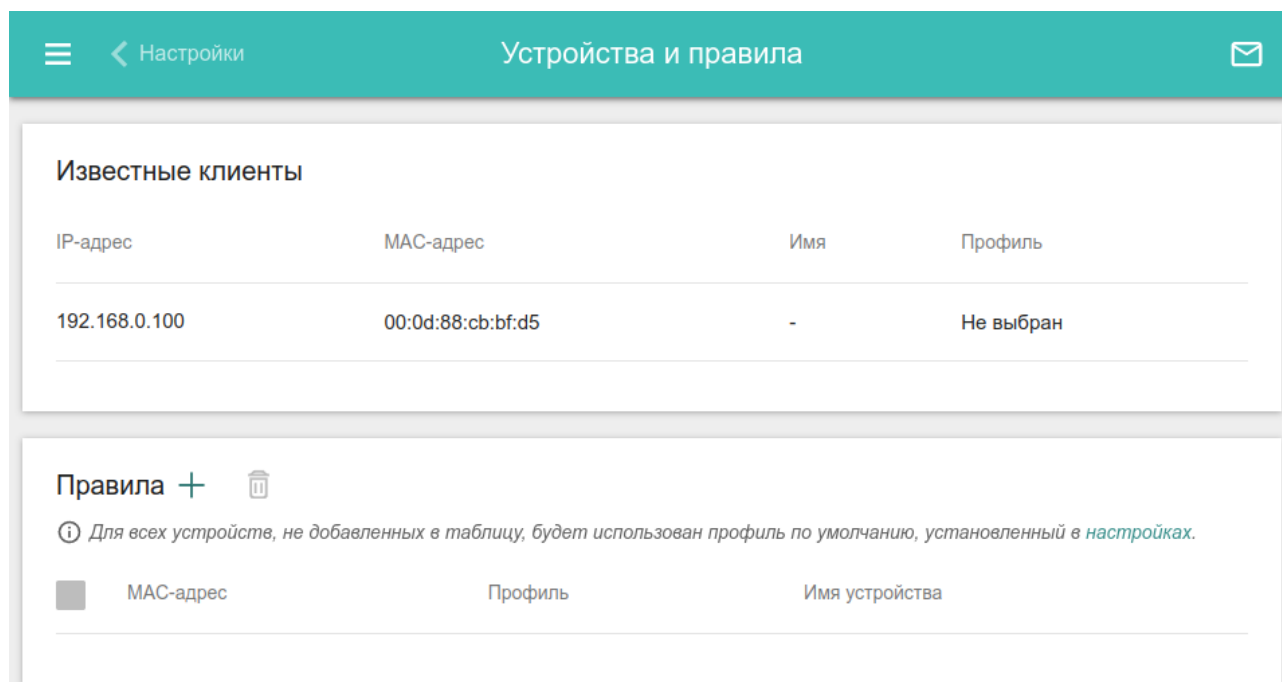 Настройки Устройства и правила
Известные клиенты
IP-адрес MAC-адрес Имя Профиль
192.168.0.100 00:0d:88:cb:bf:d5 - Не выбран
Правила
Для всех устройств, не добавленных в таблицу, будет использован профиль по умолчанию, установленный в настройках.
MAC-адрес Профиль Имя устройства